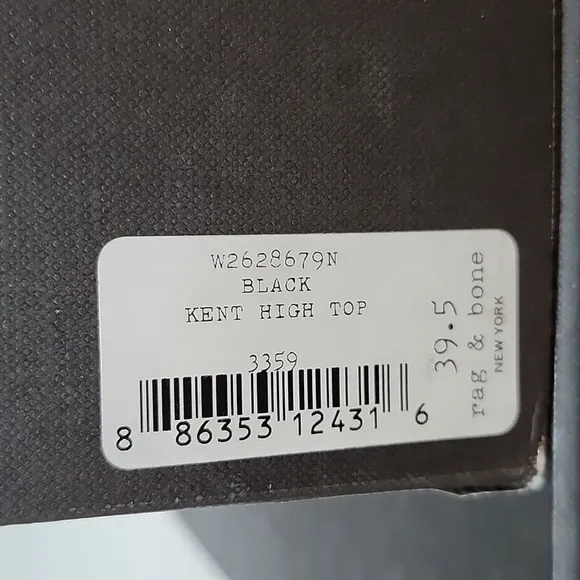 W2628679N
BLACK
KENT HIGH TOP
3359
8 86353 12431 6
39.5
rag & bone
NEW YORK